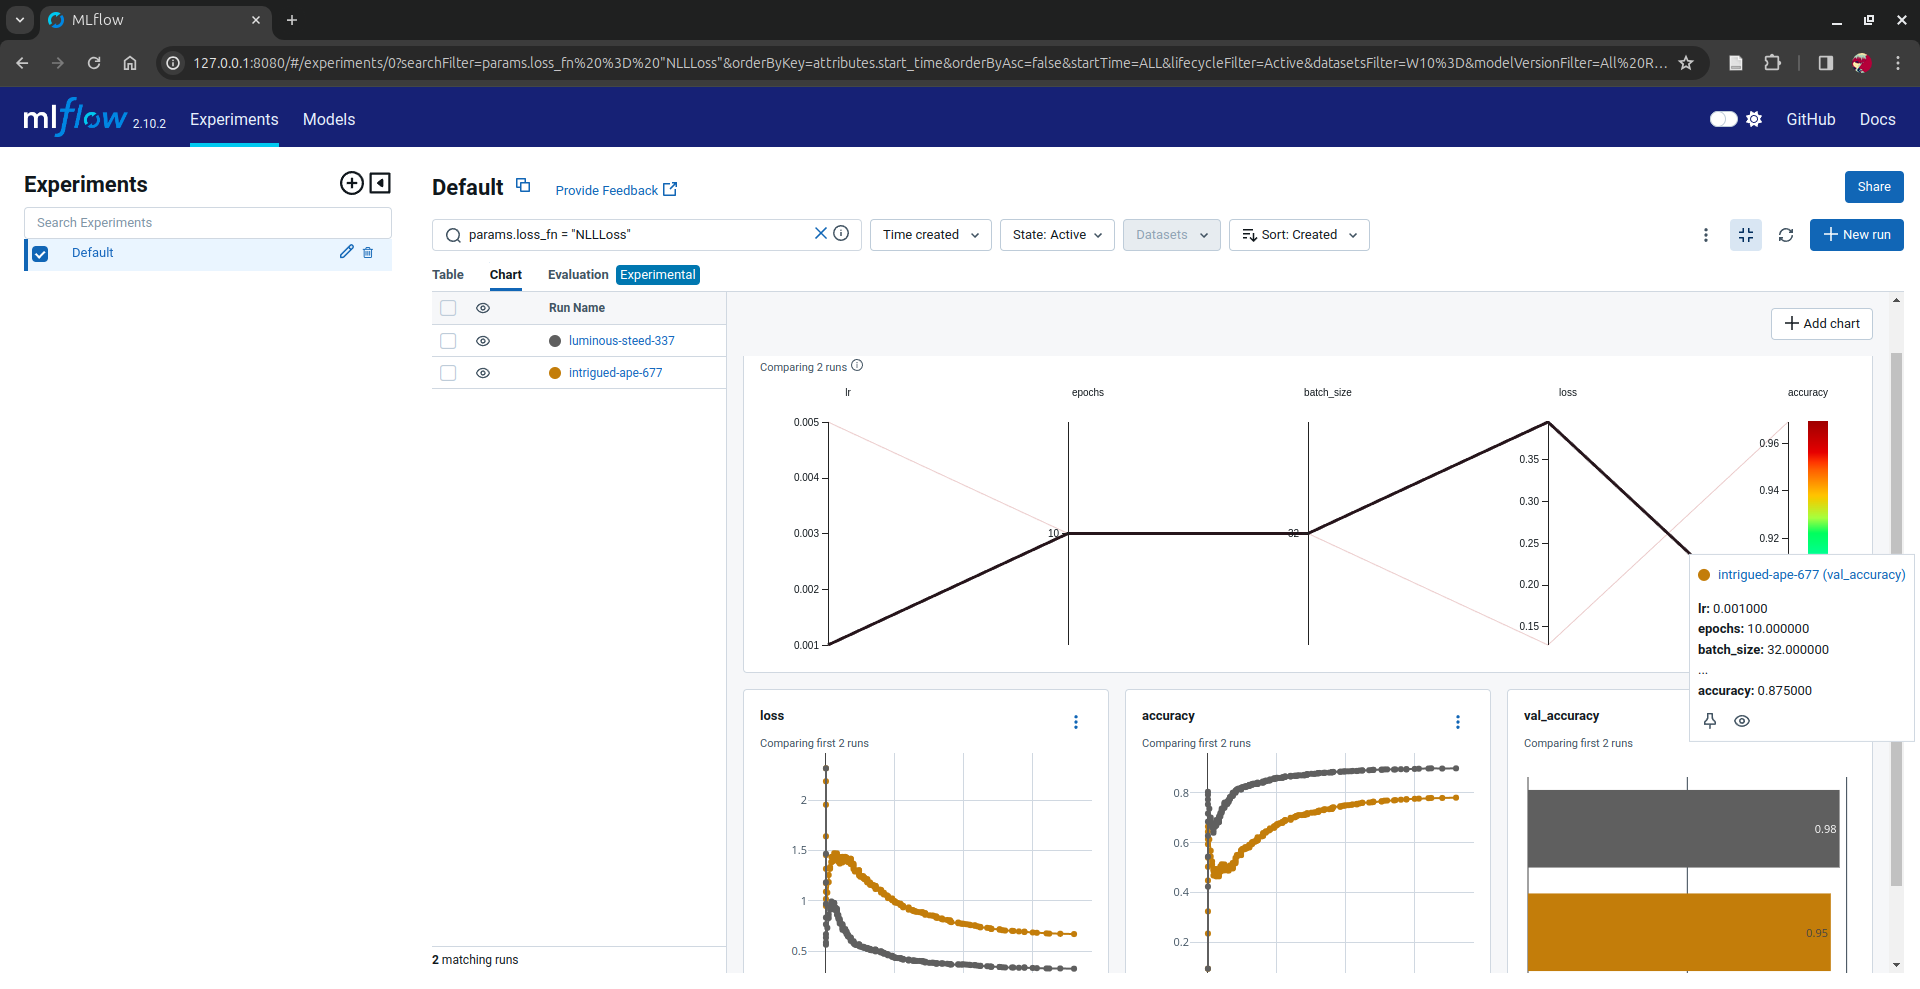 MLflow
127.0.0.1:8080/#/experiments/0?searchFilter=params.loss_fn%20%3D%20"NLLLoss"&orderByKey=attributes.start_time&orderByAsc=false&startTime=ALL&lifecycleFilter=Active&datasetsFilter=W10%3D&modelVersionFilter=All%20R...
mlflow 2.10.2 Experiments Models GitHub Docs
Experiments
Search Experiments
Default
Default Provide Feedback Share
params.loss_fn = "NLLLoss" Time created State: Active Datasets Sort: Created New run
Table Chart Evaluation Experimental
Run Name
luminous-steed-337
intrigued-ape-677
2 matching runs
Add chart
Comparing 2 runs
lr epochs batch_size loss accuracy
0.005
0.004
0.003
0.002
0.001
10
32
0.35
0.30
0.25
0.20
0.15
0.96
0.94
0.92
intrigued-ape-677 (val_accuracy)
lr: 0.001000
epochs: 10.000000
batch_size: 32.000000
...
accuracy: 0.875000
loss
Comparing first 2 runs
2
1.5
1
0.5
accuracy
Comparing first 2 runs
0.8
0.6
0.4
0.2
val_accuracy
Comparing first 2 runs
0.98
0.95